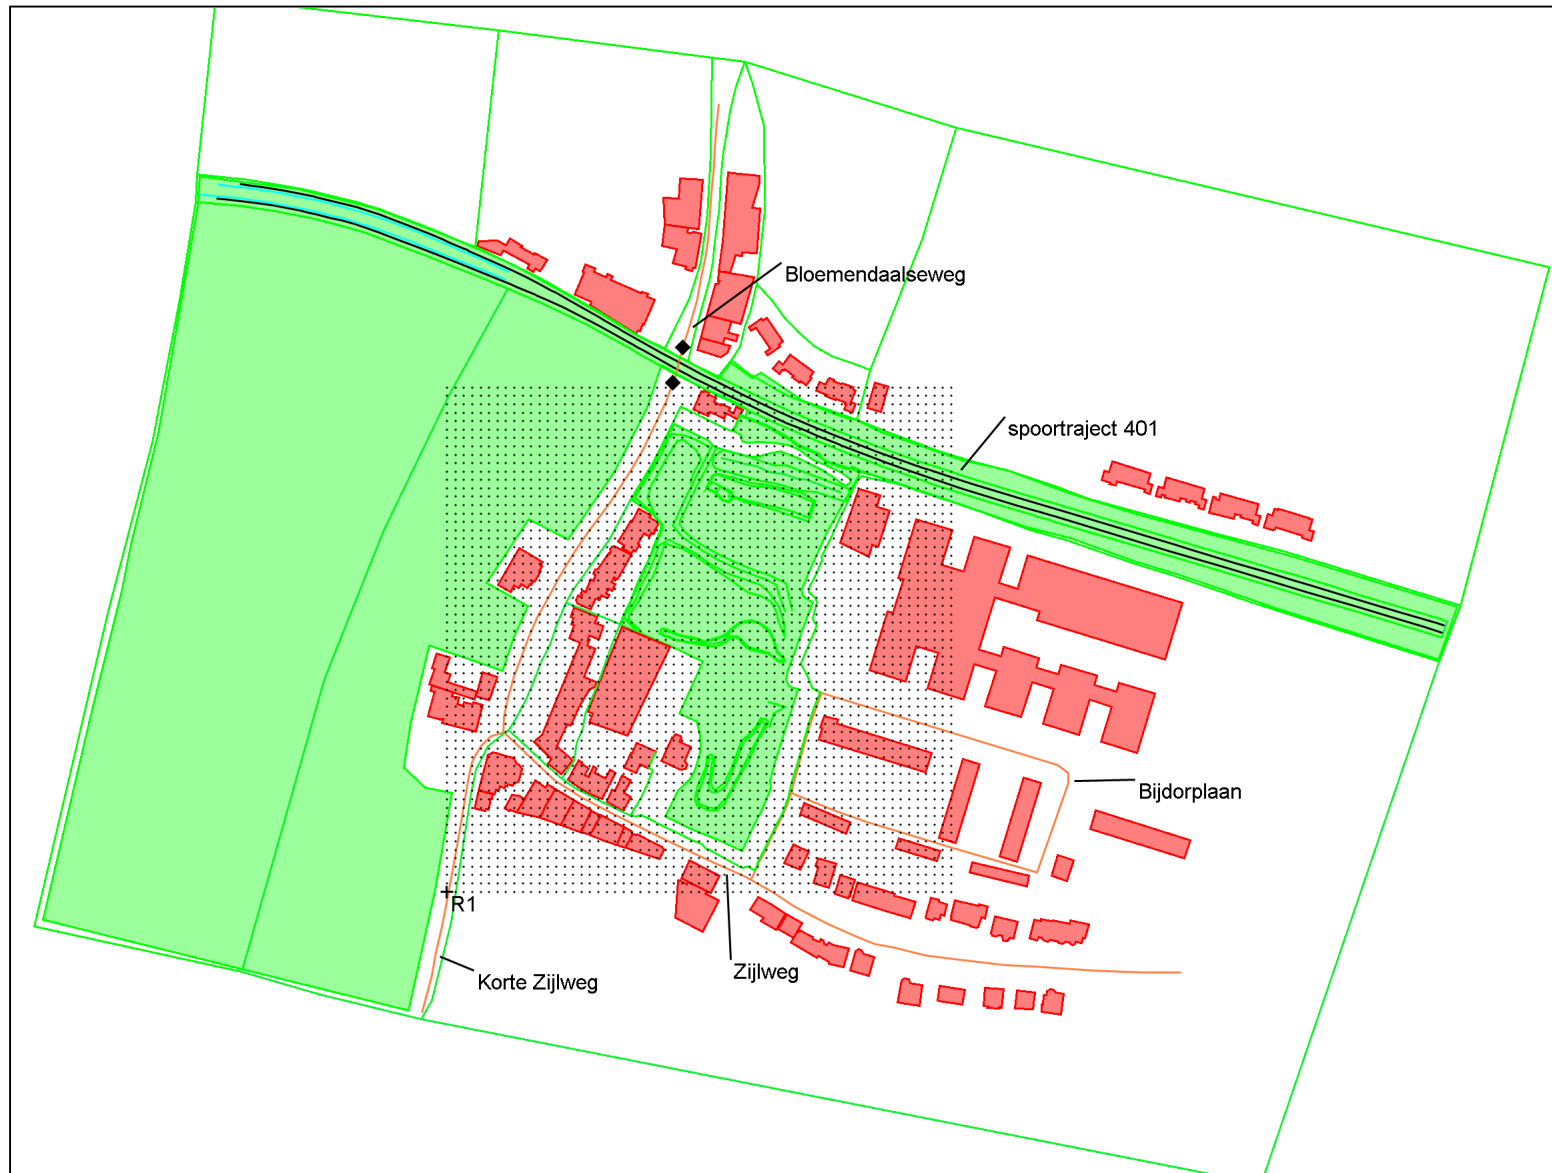 Bloemendaalseweg
spoortraject 401
Bijdorplaan
R1
Zijlweg
Korte Zijlweg